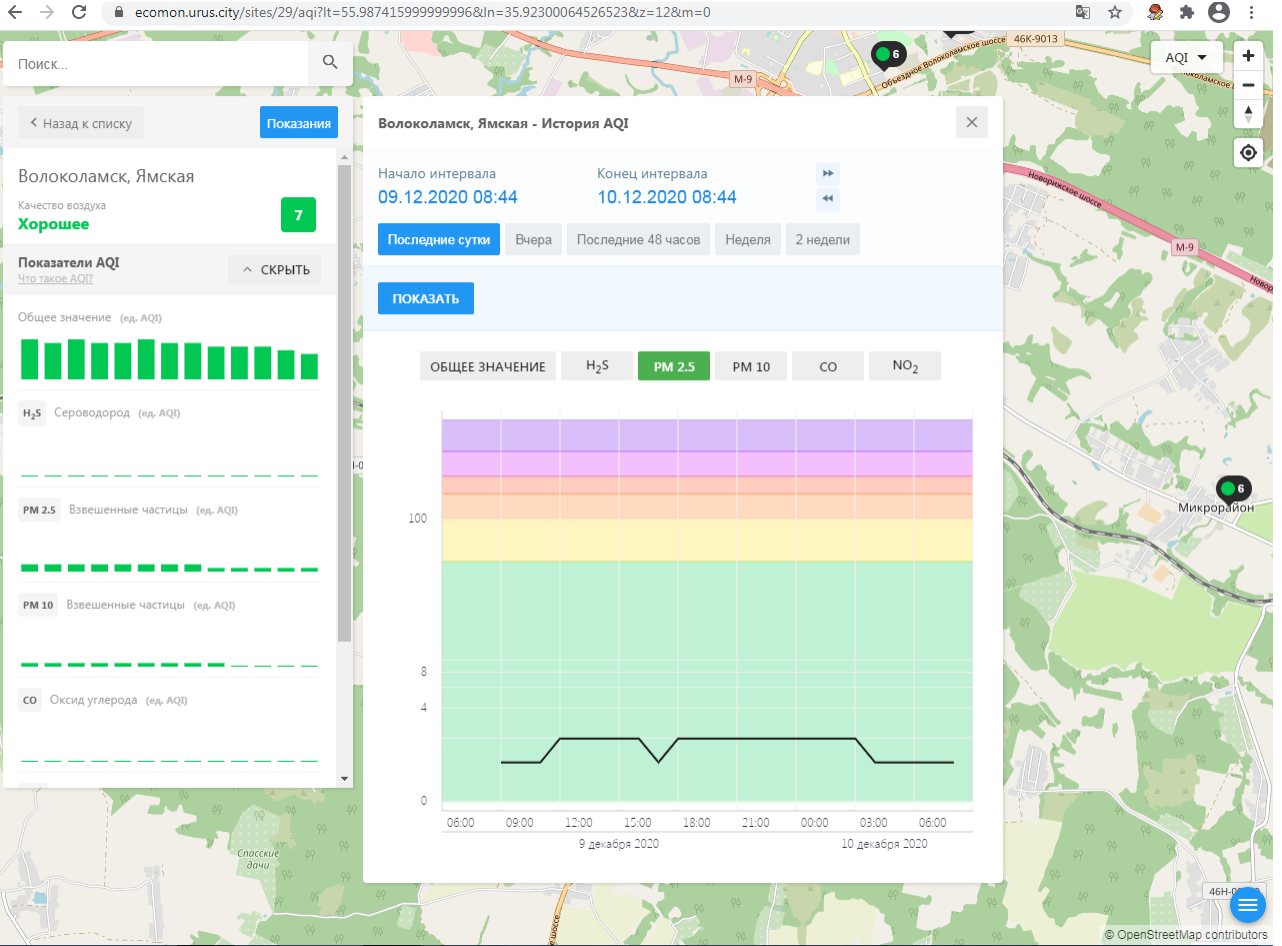 ecomon.urus.city/sites/29/aqi?lt=55.987415999999996&ln=35.92300064526523&z=12&m=0
Поиск...
Назад к списку
Показания
Волоколамск, Ямская
Качество воздуха
Хорошее
7
Показатели AQI
Что такое AQI?
СКРЫТЬ
Общее значение (ед. AQI)
H2S Сероводород (ед. AQI)
PM 2.5 Взвешенные частицы (ед. AQI)
PM 10 Взвешенные частицы (ед. AQI)
CO Оксид углерода (ед. AQI)
Волоколамск, Ямская - История AQI
Начало интервала
09.12.2020 08:44
Конец интервала
10.12.2020 08:44
Последние сутки
Вчера
Последние 48 часов
Неделя
2 недели
ПОКАЗАТЬ
ОБЩЕЕ ЗНАЧЕНИЕ
H2S
PM 2.5
PM 10
CO
NO2
100
8
4
0
06:00 09:00 12:00 15:00 18:00 21:00 00:00 03:00 06:00
9 декабря 2020 10 декабря 2020
M-9
6
Объездное Волоколамское шоссе
46К-9013
AQI
Новорижское шоссе
M-9
6
Микрорайон
Спасские
дачи
© OpenStreetMap contributors